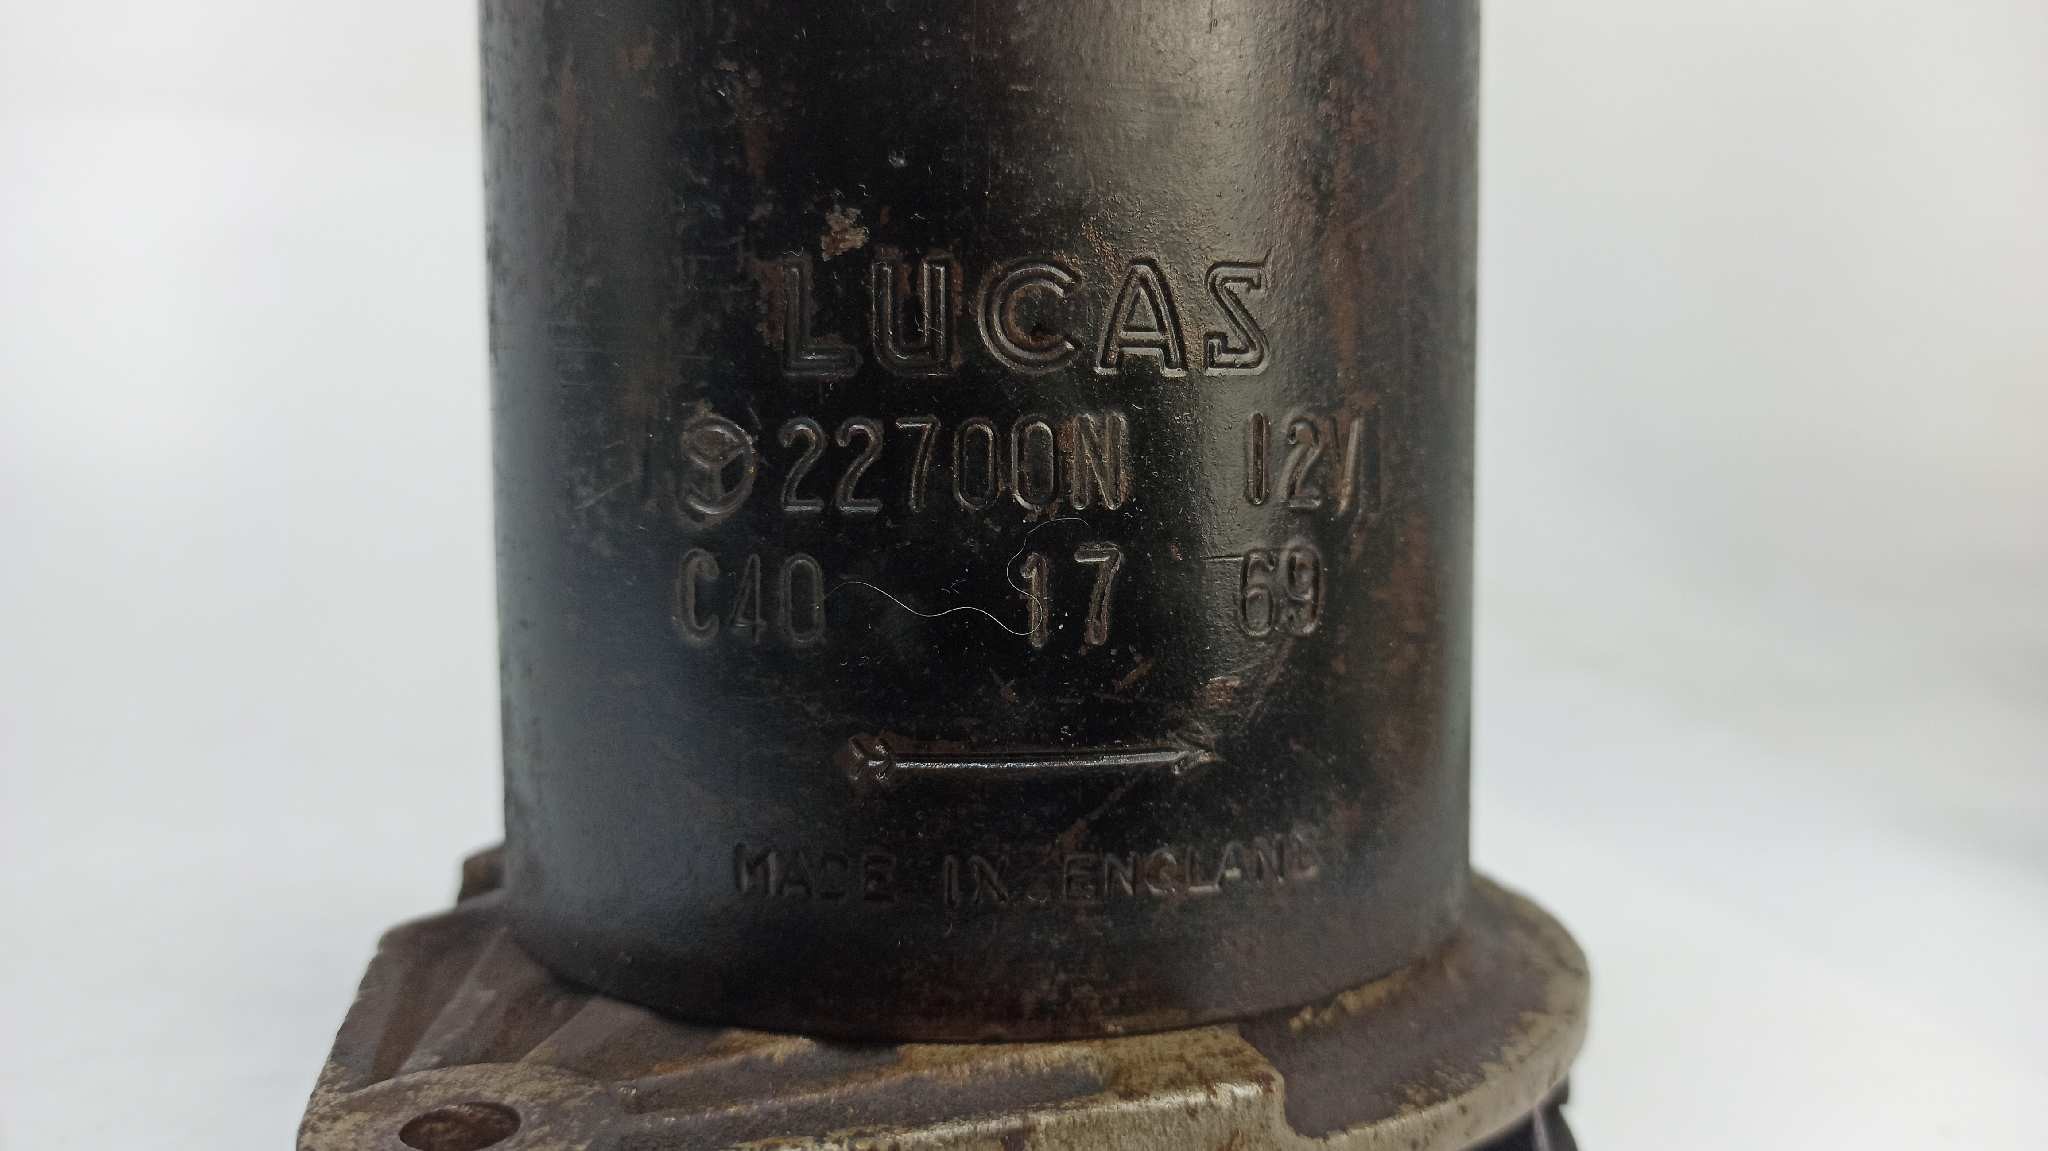 LUCAS
22700N 12V
C40 17 69
MADE IN ENGLAND